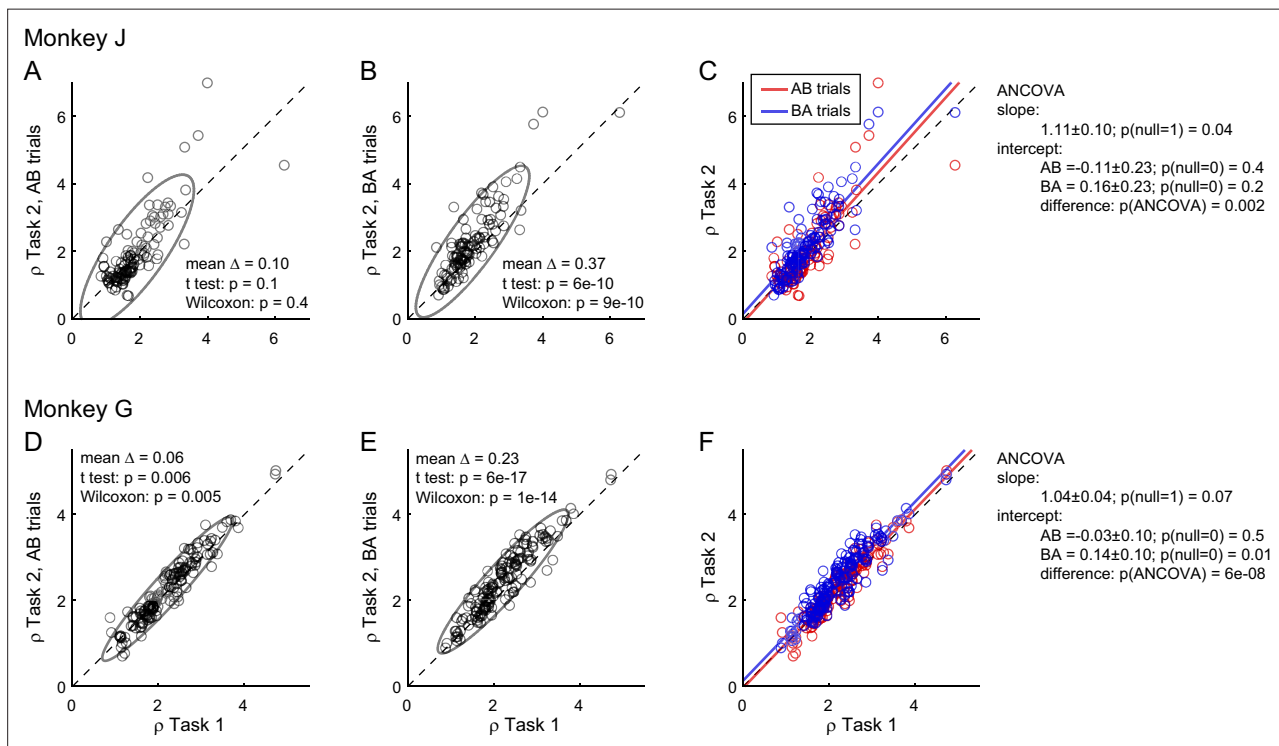 Monkey J
A
ρ Task 2, AB trials
6
4
2
0
0 2 4 6
mean Δ = 0.10
t test: p = 0.1
Wilcoxon: p = 0.4
B
ρ Task 2, BA trials
6
4
2
0
0 2 4 6
mean Δ = 0.37
t test: p = 6e-10
Wilcoxon: p = 9e-10
C
AB trials
BA trials
ρ Task 2
6
4
2
0
0 2 4 6
ANCOVA
slope:
1.11±0.10; p(null=1) = 0.04
intercept:
AB =-0.11±0.23; p(null=0) = 0.4
BA = 0.16±0.23; p(null=0) = 0.2
difference: p(ANCOVA) = 0.002
Monkey G
D
mean Δ = 0.06
t test: p = 0.006
Wilcoxon: p = 0.005
ρ Task 2, AB trials
4
2
0
0 2 4
ρ Task 1
E
mean Δ = 0.23
t test: p = 6e-17
Wilcoxon: p = 1e-14
ρ Task 2, BA trials
4
2
0
0 2 4
ρ Task 1
F
ρ Task 2
4
2
0
0 2 4
ρ Task 1
ANCOVA
slope:
1.04±0.04; p(null=1) = 0.07
intercept:
AB =-0.03±0.10; p(null=0) = 0.5
BA = 0.14±0.10; p(null=0) = 0.01
difference: p(ANCOVA) = 6e-08